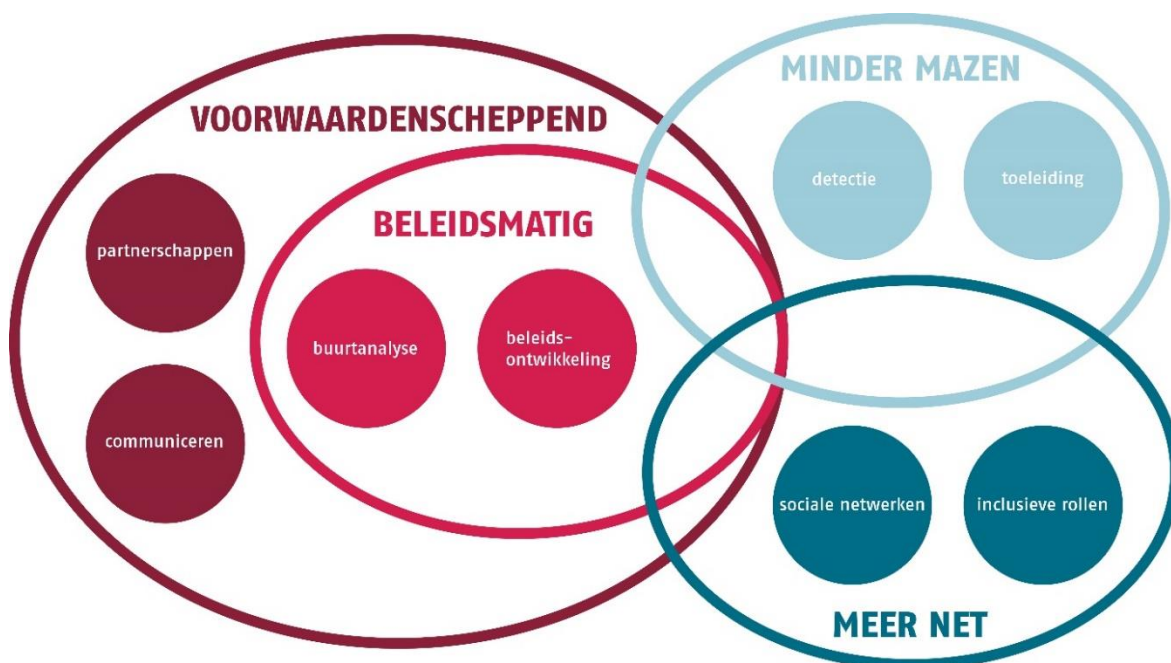 VOORWAARDENSCHEPPEND
partnerschappen
communiceren
BELEIDSMATIG
buurtanalyse
beleids-
ontwikkeling
MINDER MAZEN
detectie
toeleiding
sociale netwerken
inclusieve rollen
MEER NET